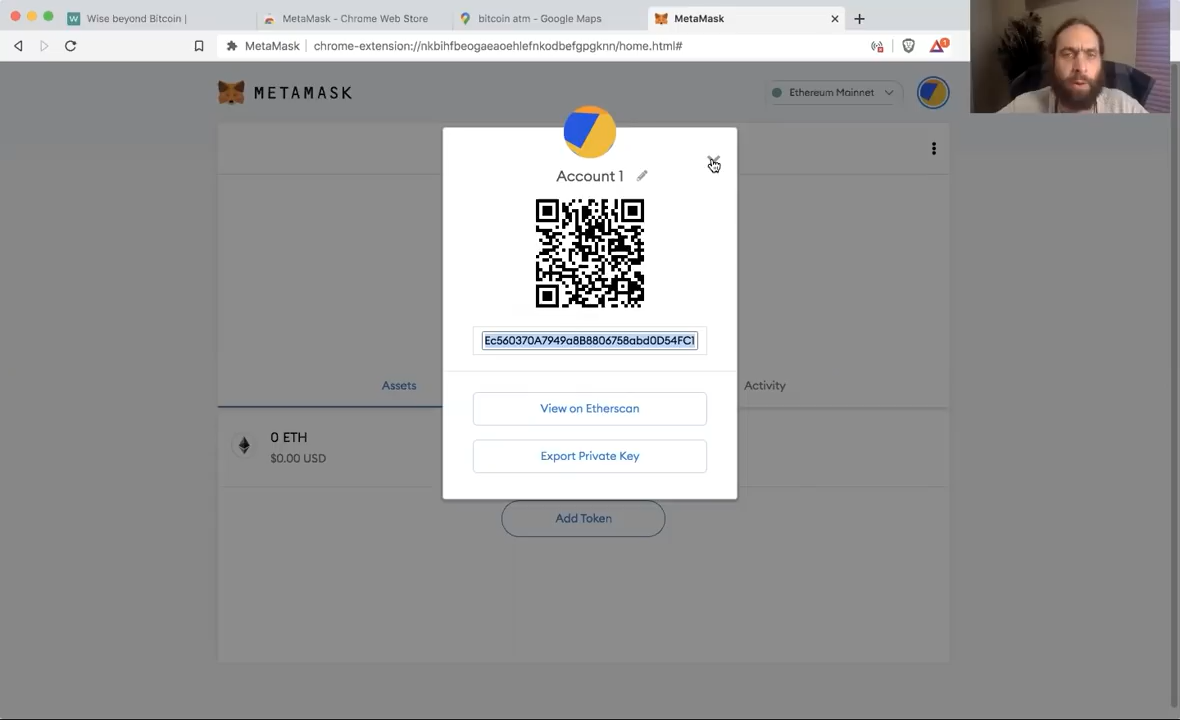 Wise beyond Bitcoin |
MetaMask - Chrome Web Store
bitcoin atm - Google Maps
MetaMask
MetaMask
chrome-extension://nkbihfbeogaeaoehlefnkodbefgpgknn/home.html#
1
METAMASK
Ethereum Mainnet
Account 1
Ec560370A7949a8B8806758abd0D54FC1
View on Etherscan
Export Private Key
Assets
Activity
0 ETH
$0.00 USD
Add Token